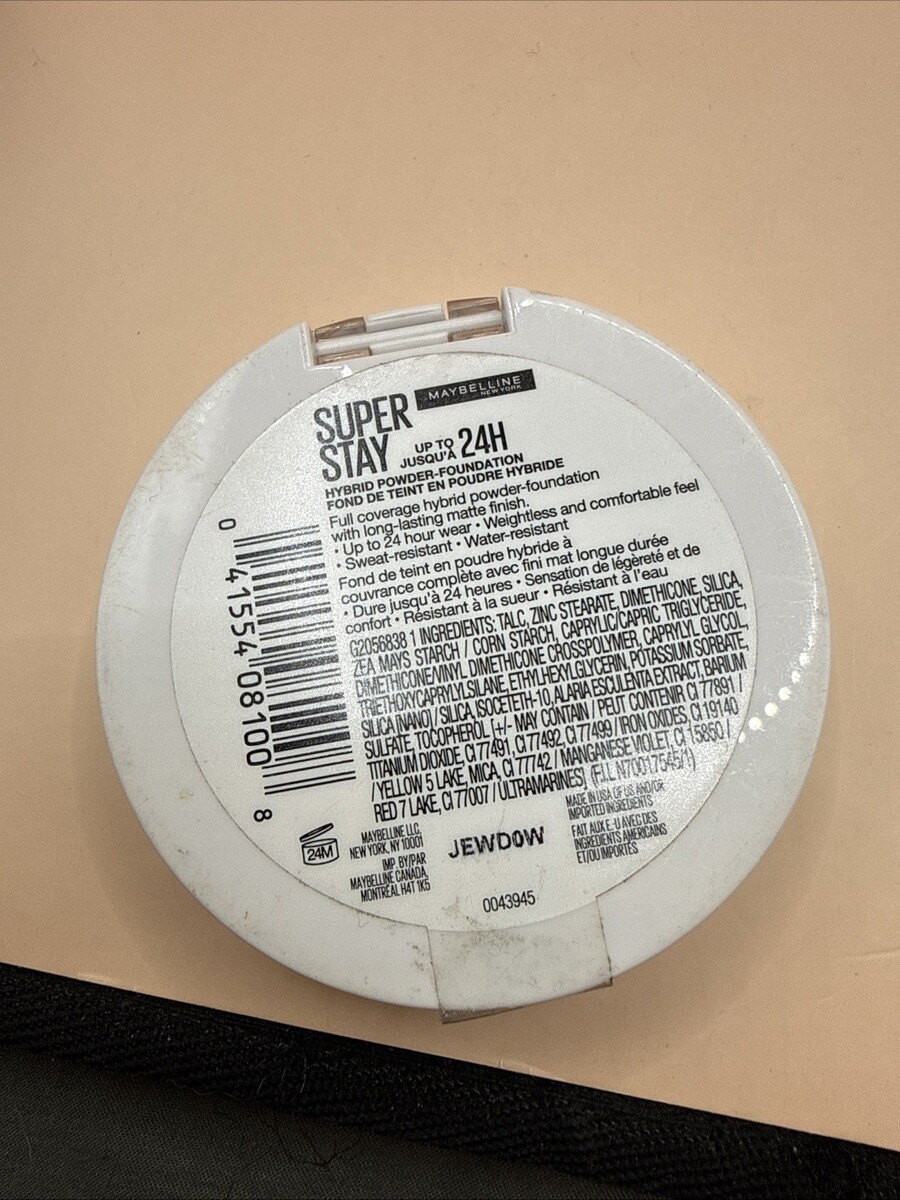 MAYBELLINE
NEW YORK
SUPER
STAY
UP TO
JUSQU'À 24H
HYBRID POWDER-FOUNDATION
FOND DE TEINT EN POUDRE HYBRIDE
Full coverage hybrid powder-foundation
with long-lasting matte finish.
• Up to 24 hour wear • Weightless and comfortable feel
• Sweat-resistant • Water-resistant
Fond de teint en poudre hybride à
couvrance complète avec fini mat longue durée
• Dure jusqu'à 24 heures • Sensation de légèreté et de
confort • Résistant à la sueur • Résistant à l'eau
G2056838 1 INGREDIENTS: TALC, ZINC STEARATE, DIMETHICONE, SILICA,
ZEA MAYS STARCH / CORN STARCH, CAPRYLIC/CAPRIC TRIGLYCERIDE,
DIMETHICONE/VINYL DIMETHICONE CROSSPOLYMER, CAPRYLYL GLYCOL,
TRIETHOXYCAPRYLYLSILANE, ETHYLHEXYLGLYCERIN, POTASSIUM SORBATE,
SILICA [NANO] / SILICA, ISOCETETH-10, ALARIA ESCULENTA EXTRACT, BARIUM
SULFATE, TOCOPHEROL [+/- MAY CONTAIN / PEUT CONTENIR CI 77891 /
TITANIUM DIOXIDE, CI 77491, CI 77492, CI 77499 / IRON OXIDES, CI 19140
/ YELLOW 5 LAKE, MICA, CI 77742 / MANGANESE VIOLET, CI 15850 /
RED 7 LAKE, CI 77007 / ULTRAMARINES] (F.I.L. N70017545/1)
0 41554 08100 8
24M
MAYBELLINE LLC,
NEW YORK, NY 10001
IMP. BY/PAR
MAYBELLINE CANADA,
MONTRÉAL H4T 1K5
JEWD0W
0043945
MADE IN USA OF US AND/OR
IMPORTED INGREDIENTS
FAIT AUX É.-U AVEC DES
INGRÉDIENTS AMÉRICAINS
ET/OU IMPORTÉS